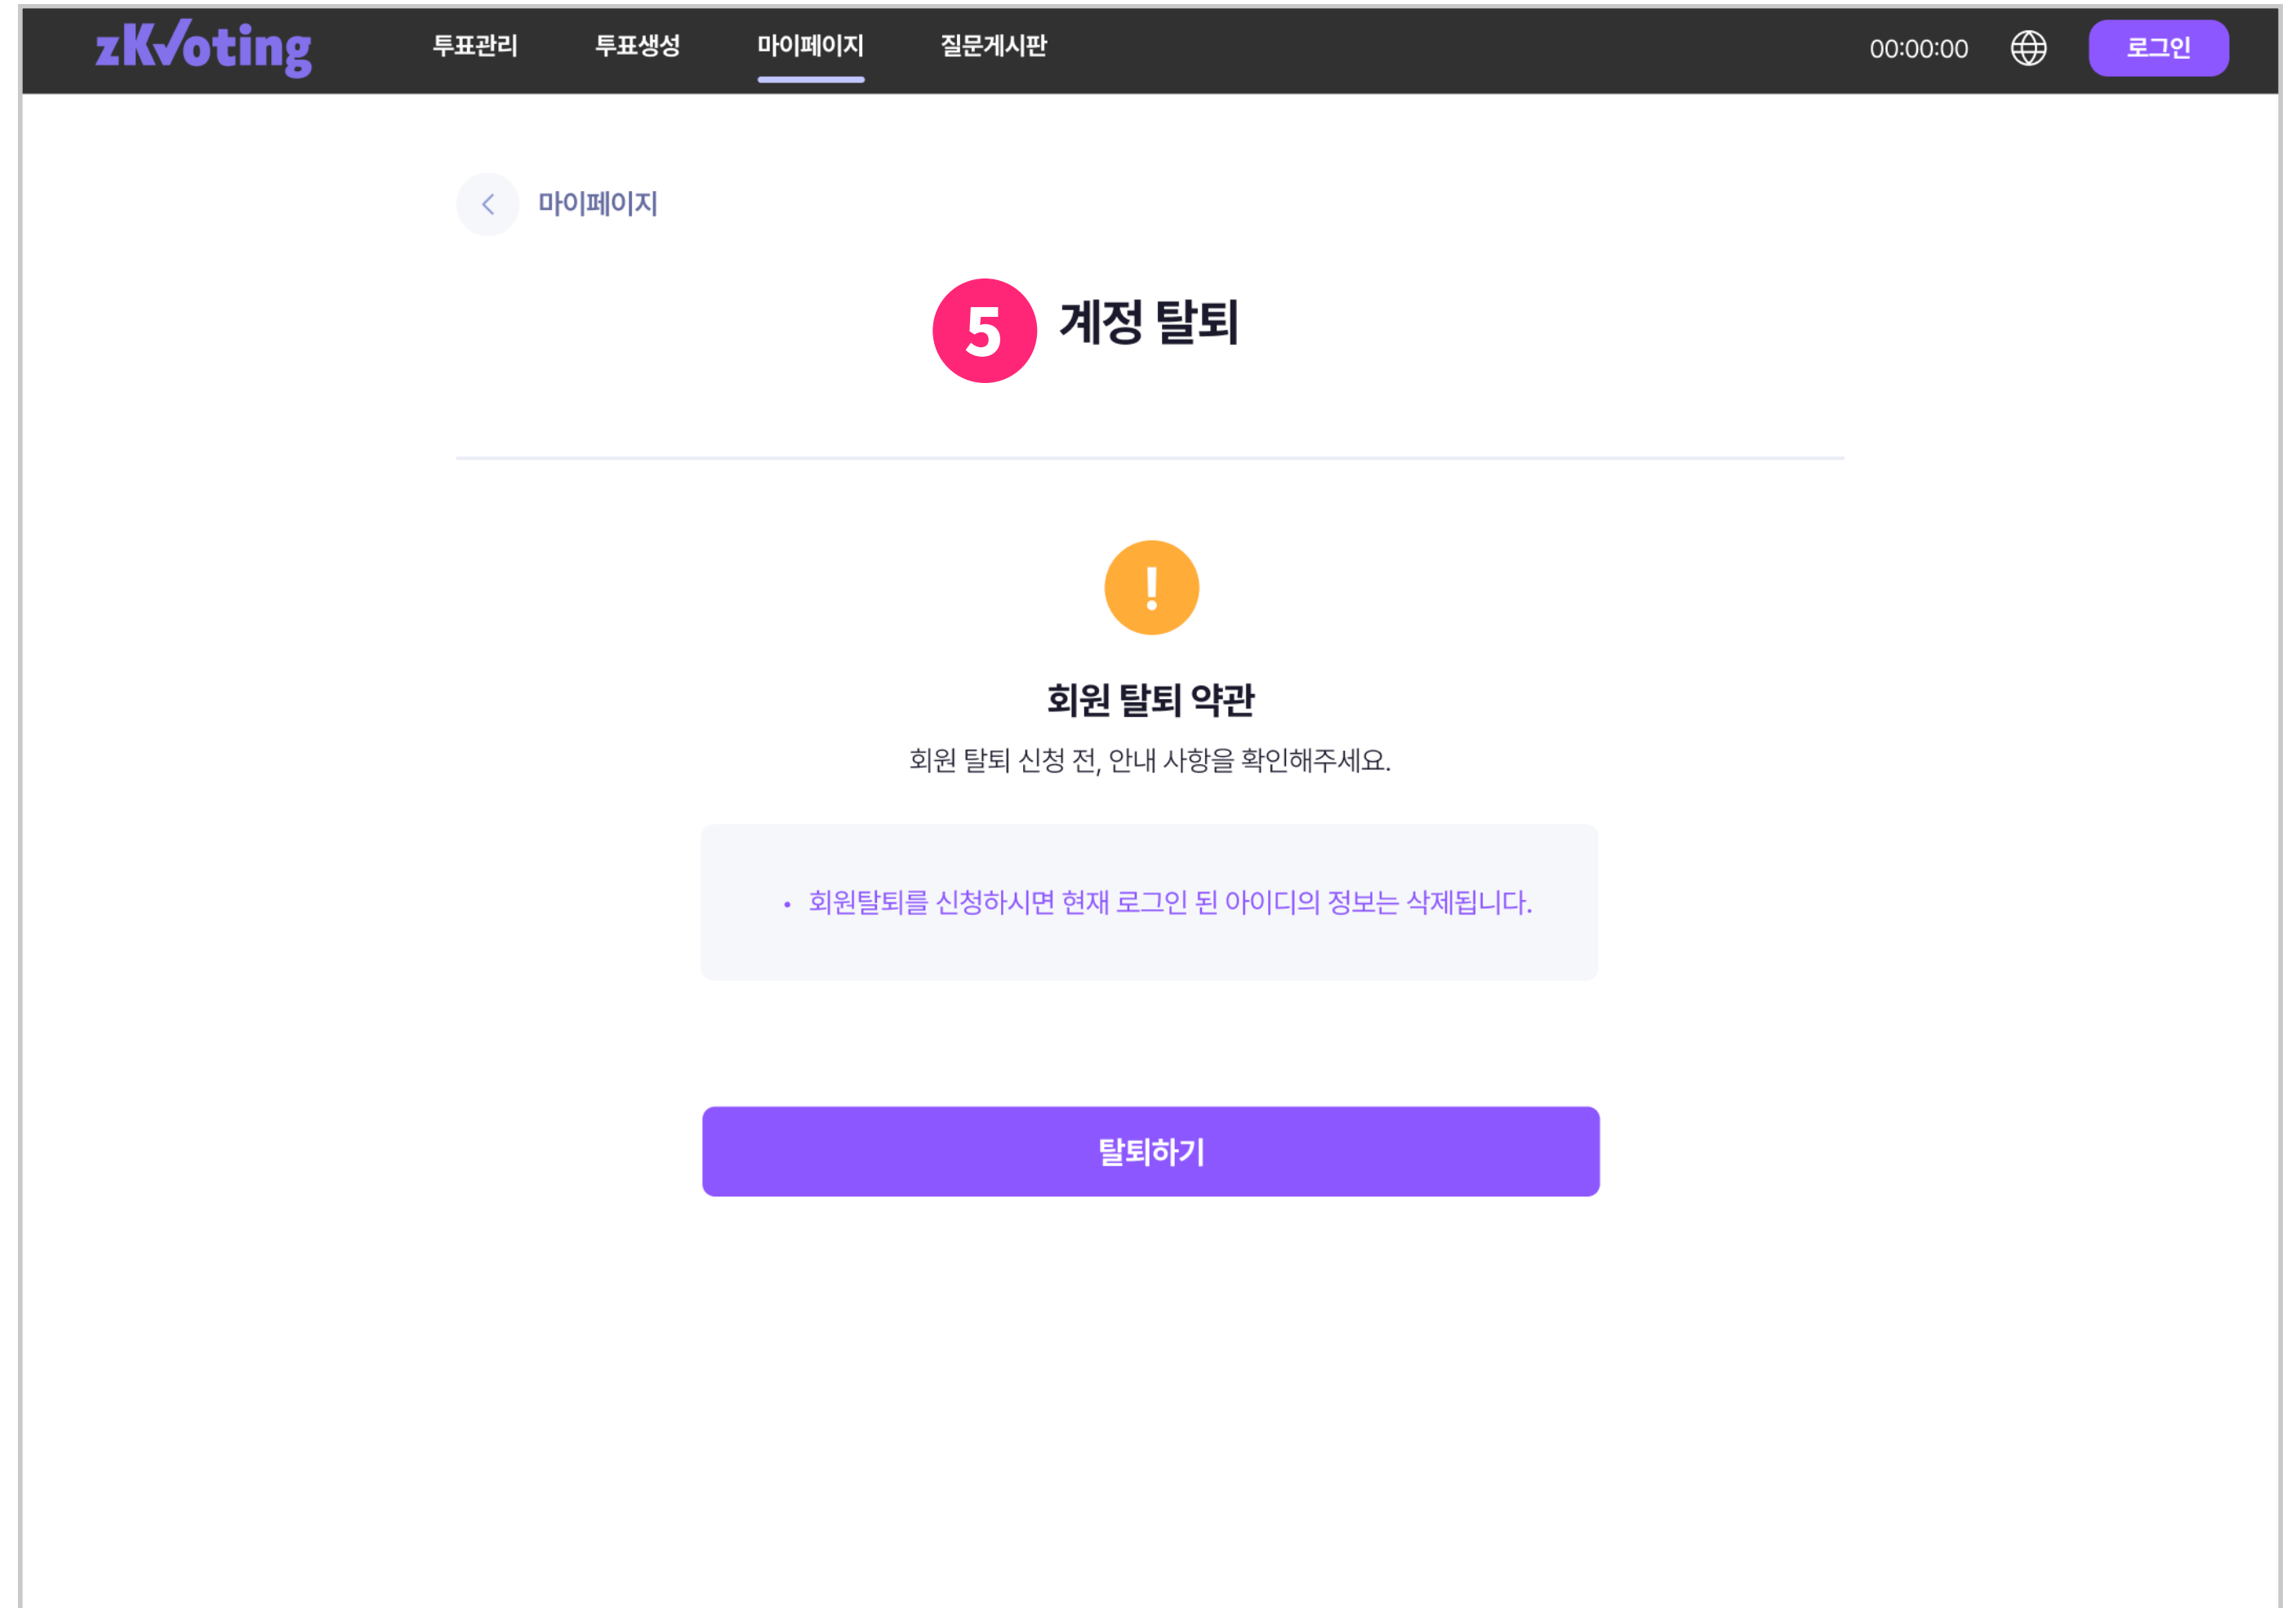 zkVoting
투표관리
투표생성
마이페이지
질문게시판
00:00:00
로그인
마이페이지
5
계정 탈퇴
!
회원 탈퇴 약관
회원 탈퇴 신청 전, 안내 사항을 확인해주세요.
• 회원탈퇴를 신청하시면 현재 로그인 된 아이디의 정보는 삭제됩니다.
탈퇴하기